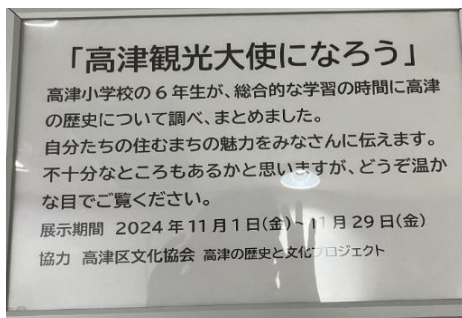 「高津観光大使になろう」
高津小学校の6年生が、総合的な学習の時間に高津
の歴史について調べ、まとめました。
自分たちの住むまちの魅力をみなさんに伝えます。
不十分なところもあるかと思いますが、どうぞ温か
な目でご覧ください。
展示期間 2024年11月1日(金)~11月29日(金)
協力 高津区文化協会 高津の歴史と文化プロジェクト